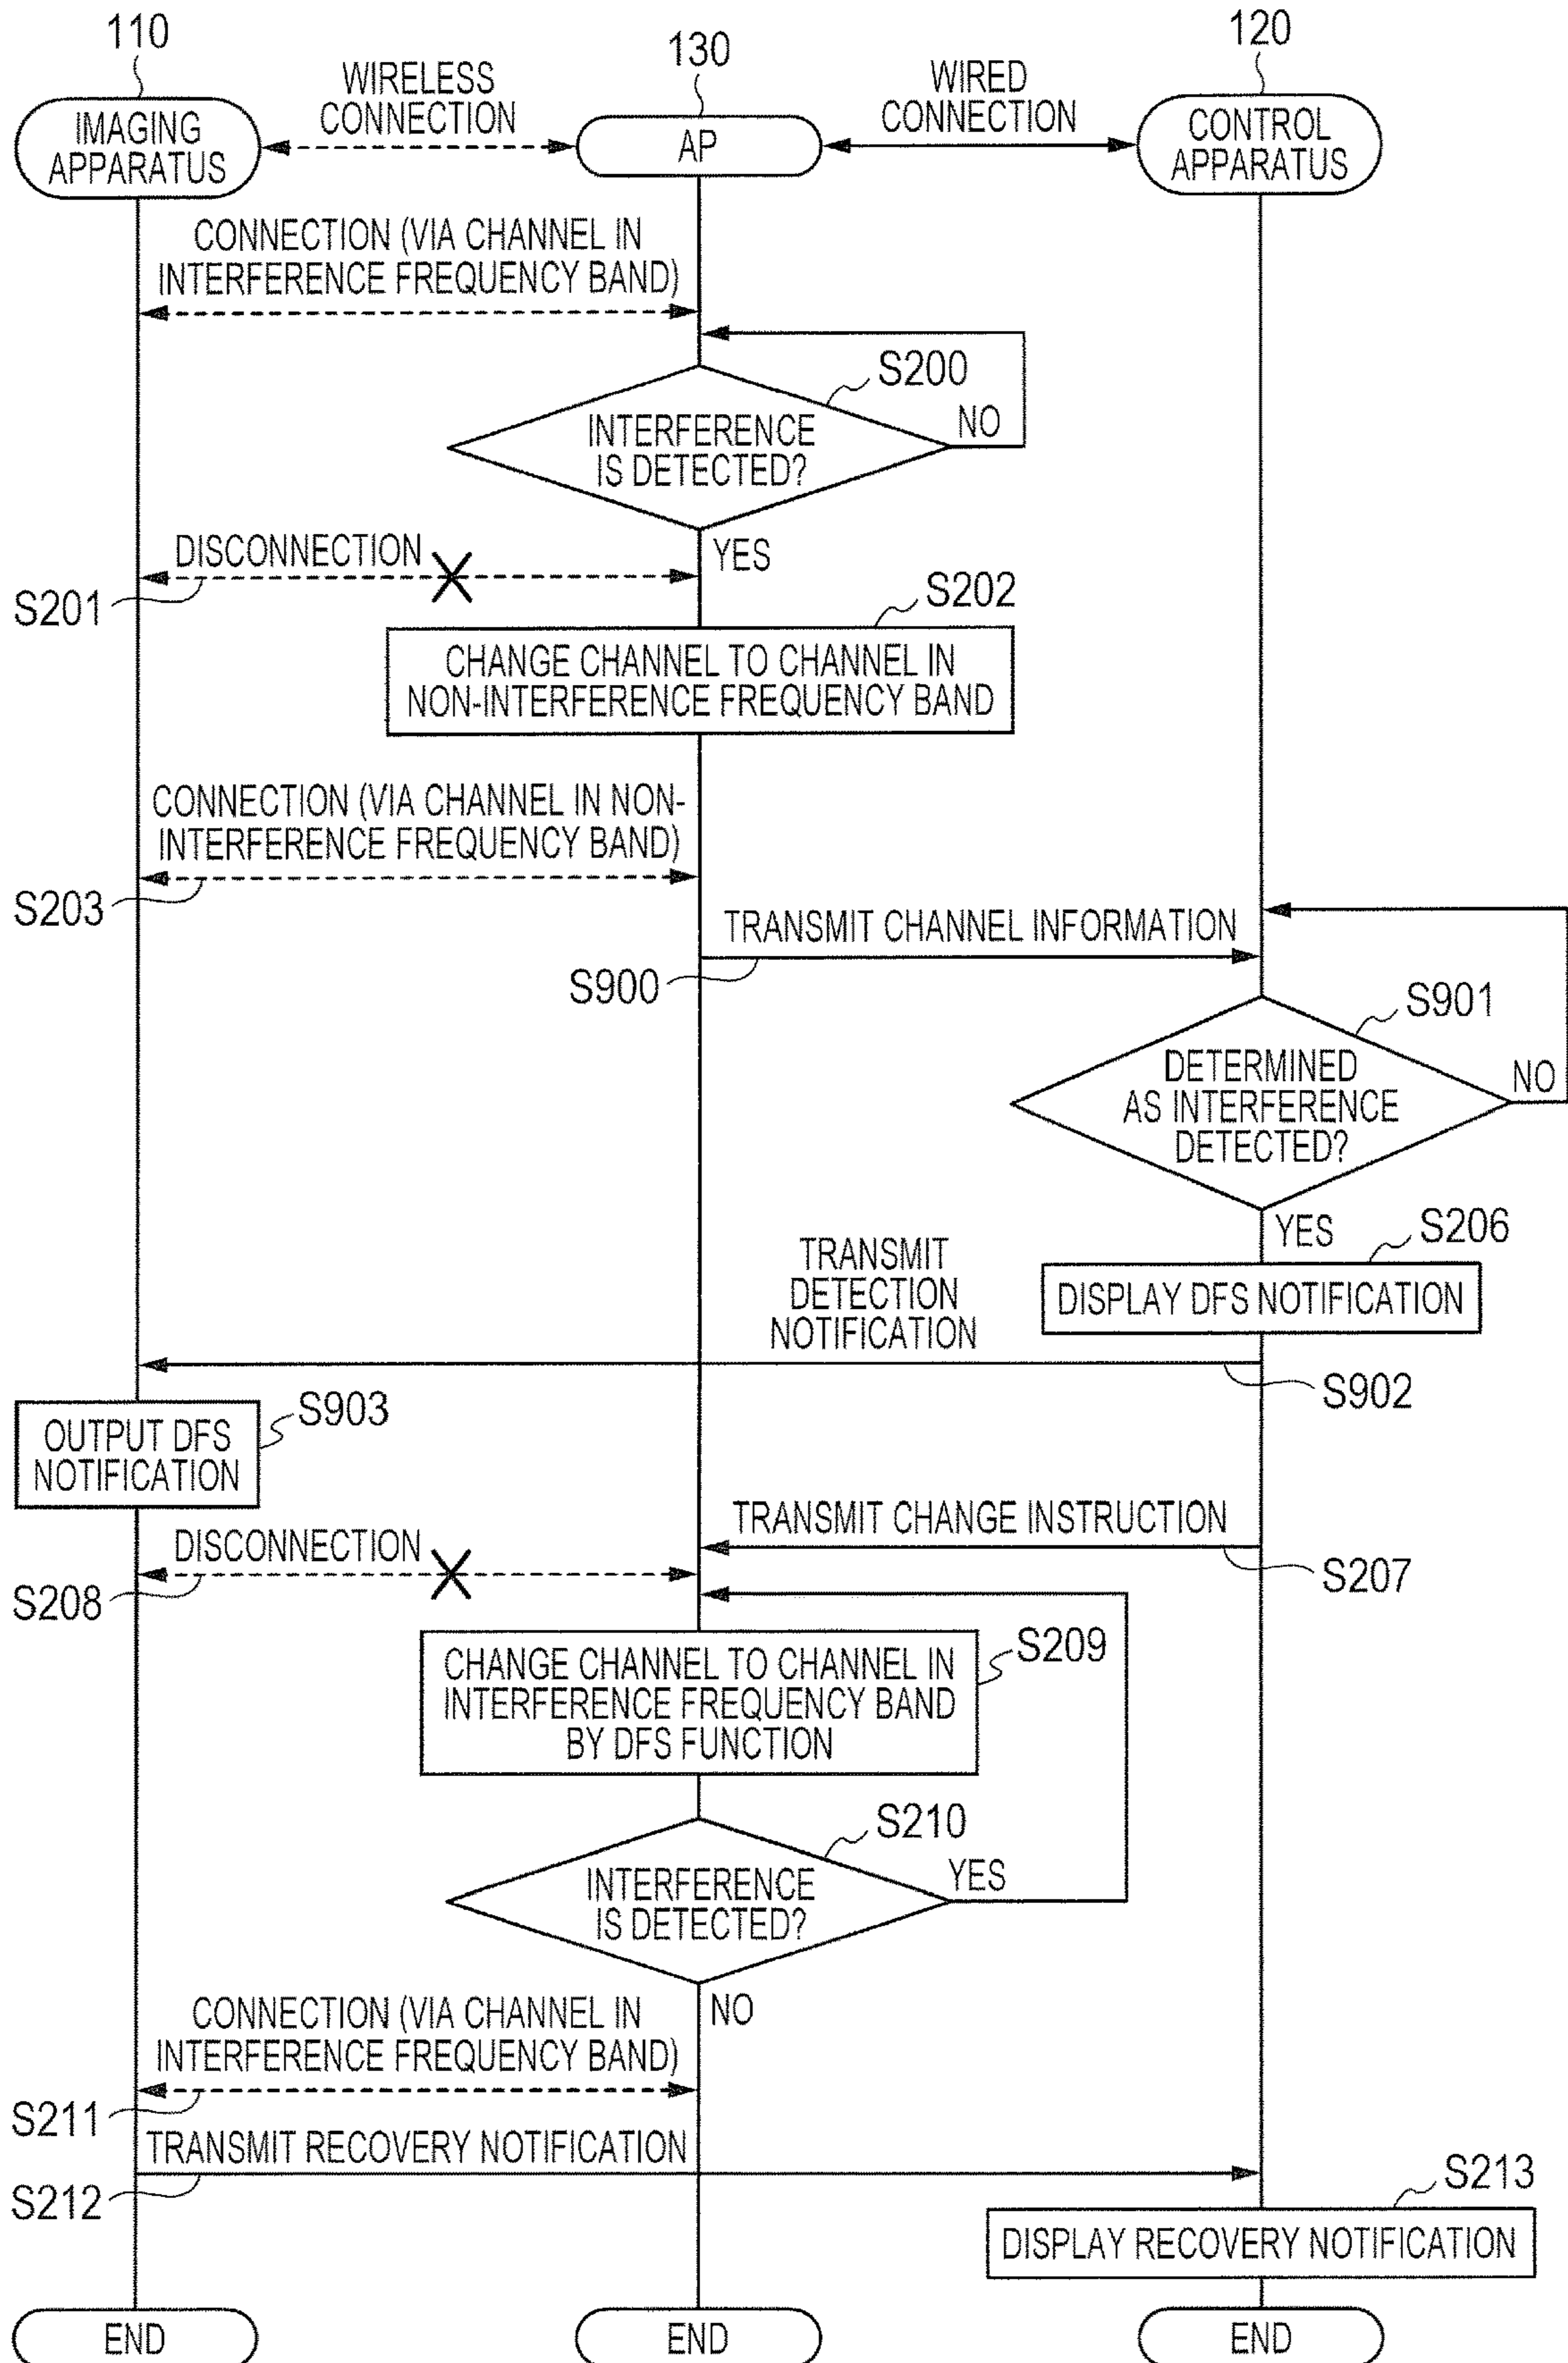 110
130
120
WIRELESS
CONNECTION
WIRED
CONNECTION
IMAGING
APPARATUS
AP
CONTROL
APPARATUS
CONNECTION (VIA CHANNEL IN
INTERFERENCE FREQUENCY BAND)
S200
INTERFERENCE
IS DETECTED?
NO
DISCONNECTION
YES
S201
S202
CHANGE CHANNEL TO CHANNEL IN
NON-INTERFERENCE FREQUENCY BAND
CONNECTION (VIA CHANNEL IN NON-
INTERFERENCE FREQUENCY BAND)
S203
TRANSMIT CHANNEL INFORMATION
S900
S901
DETERMINED
AS INTERFERENCE
DETECTED?
NO
YES
S206
TRANSMIT
DETECTION
NOTIFICATION
DISPLAY DFS NOTIFICATION
S902
S903
OUTPUT DFS
NOTIFICATION
TRANSMIT CHANGE INSTRUCTION
DISCONNECTION
S207
S208
S209
CHANGE CHANNEL TO CHANNEL IN
INTERFERENCE FREQUENCY BAND
BY DFS FUNCTION
S210
INTERFERENCE
IS DETECTED?
YES
NO
CONNECTION (VIA CHANNEL IN
INTERFERENCE FREQUENCY BAND)
S211
TRANSMIT RECOVERY NOTIFICATION
S212
S213
DISPLAY RECOVERY NOTIFICATION
END
END
END